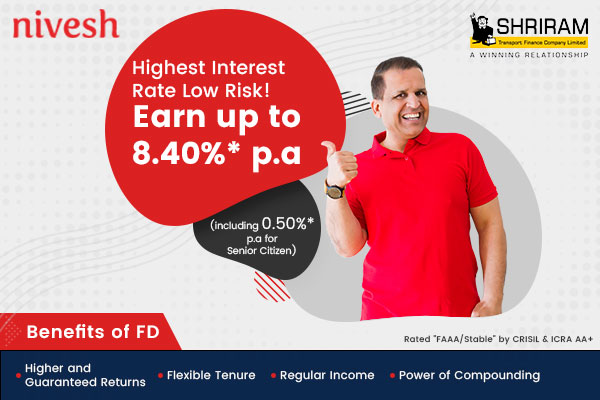 nivesh
SHRIRAM
Transport Finance Company Limited
A WINNING RELATIONSHIP
Highest Interest
Rate Low Risk!
Earn up to
8.40%* p.a
(including 0.50%*
p.a for
Senior Citizen)
Benefits of FD
Rated "FAAA/Stable" by CRISIL & ICRA AA+
• Higher and
Guaranteed Returns
• Flexible Tenure
• Regular Income
• Power of Compounding